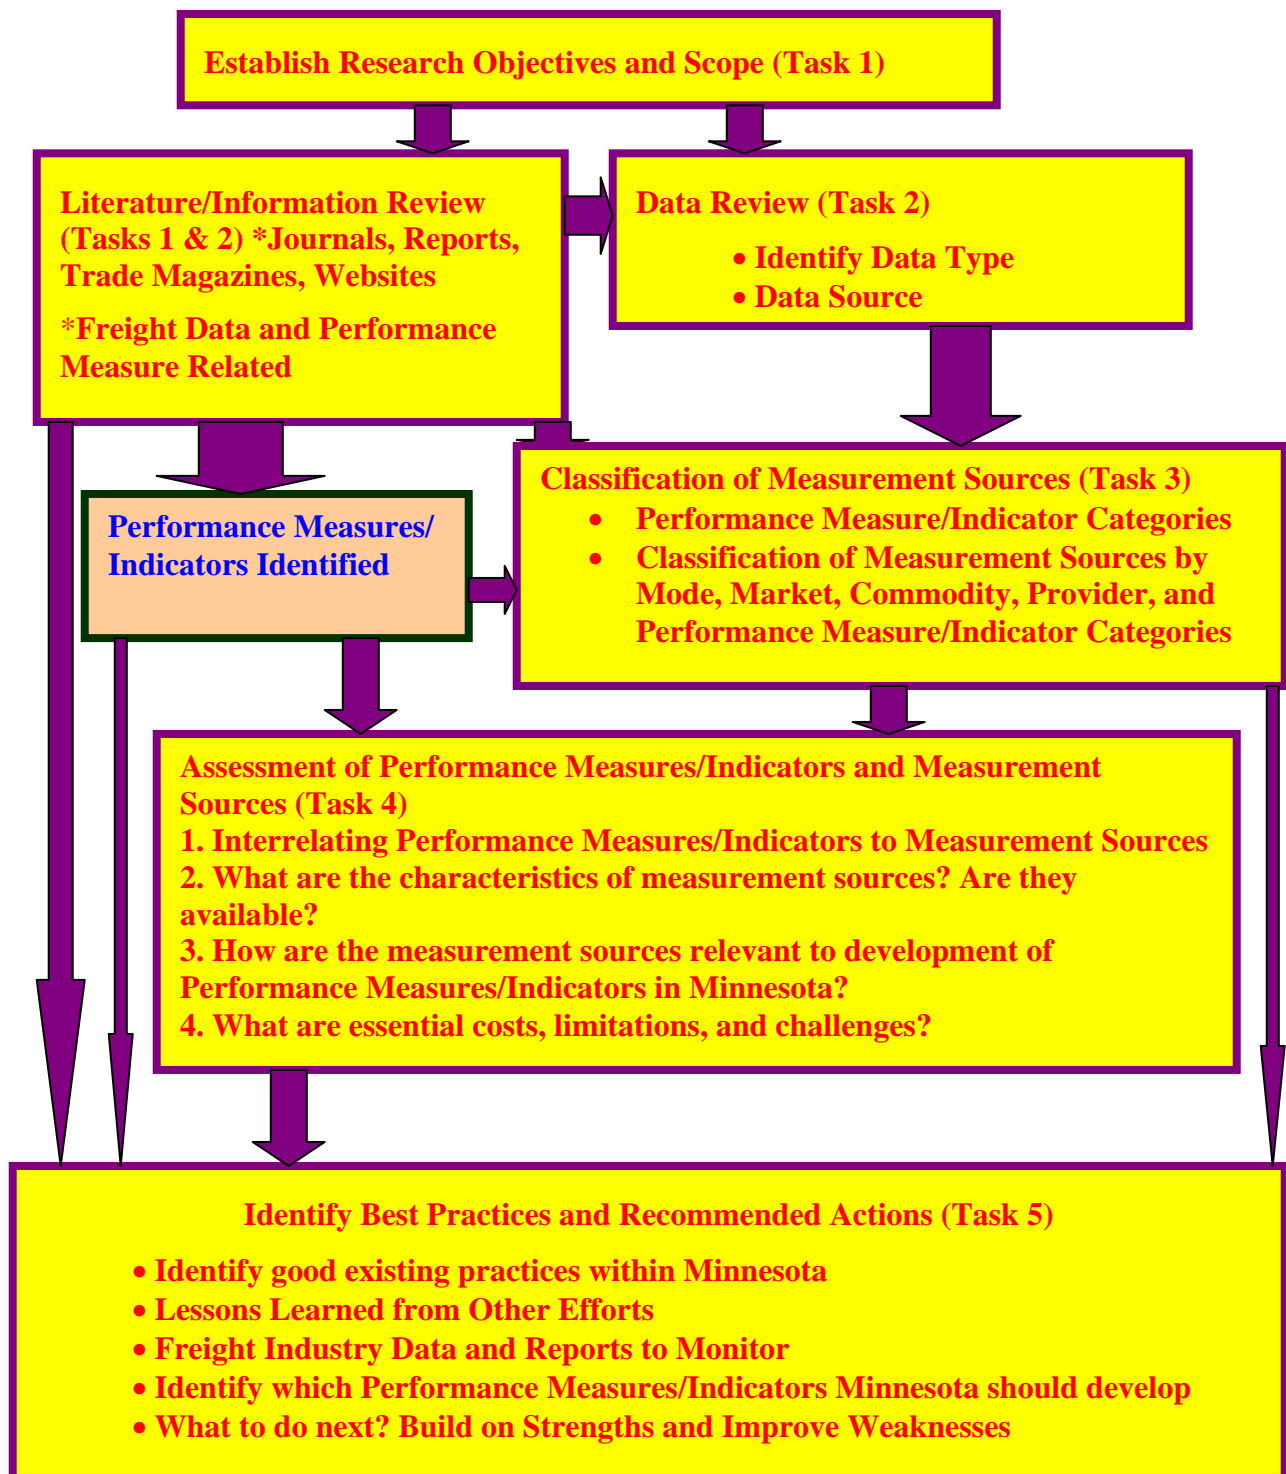 Establish Research Objectives and Scope (Task 1)
Literature/Information Review
(Tasks 1 & 2) *Journals, Reports,
Trade Magazines, Websites
*Freight Data and Performance
Measure Related
Data Review (Task 2)
• Identify Data Type
• Data Source
Performance Measures/
Indicators Identified
Classification of Measurement Sources (Task 3)
• Performance Measure/Indicator Categories
• Classification of Measurement Sources by
Mode, Market, Commodity, Provider, and
Performance Measure/Indicator Categories
Assessment of Performance Measures/Indicators and Measurement
Sources (Task 4)
1. Interrelating Performance Measures/Indicators to Measurement Sources
2. What are the characteristics of measurement sources? Are they
available?
3. How are the measurement sources relevant to development of
Performance Measures/Indicators in Minnesota?
4. What are essential costs, limitations, and challenges?
Identify Best Practices and Recommended Actions (Task 5)
• Identify good existing practices within Minnesota
• Lessons Learned from Other Efforts
• Freight Industry Data and Reports to Monitor
• Identify which Performance Measures/Indicators Minnesota should develop
• What to do next? Build on Strengths and Improve Weaknesses